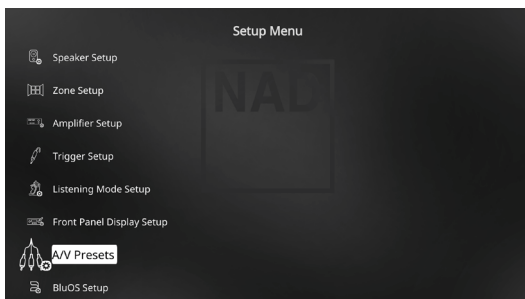 Setup Menu
Speaker Setup
Zone Setup
Amplifier Setup
Trigger Setup
Listening Mode Setup
Front Panel Display Setup
A/V Presets
BluOS Setup
NAD